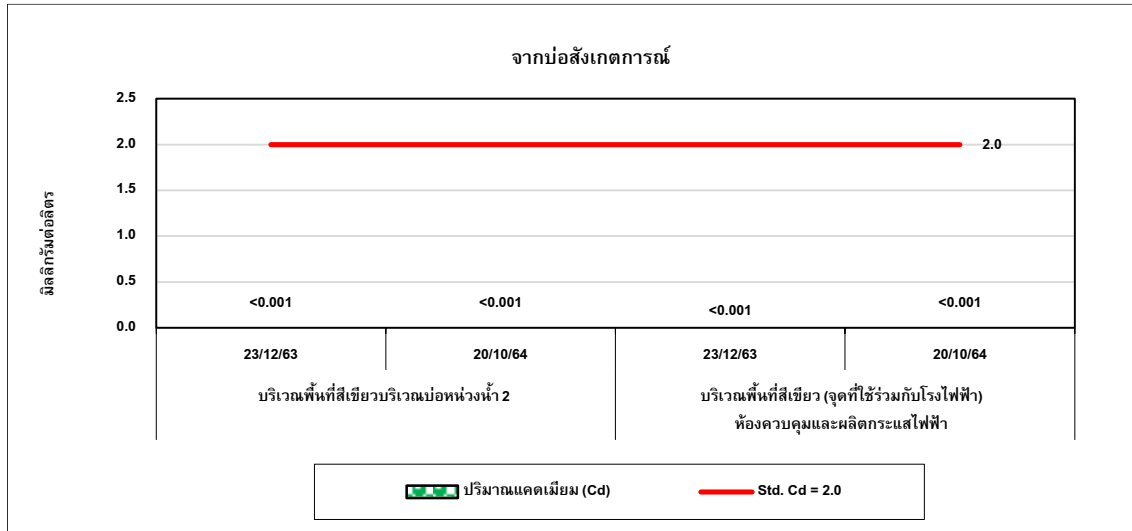 จากบ่อสังเกตการณ์
มิลลิกรัมต่อลิตร
2.5
2.0
1.5
1.0
0.5
0.0
2.0
<0.001
<0.001
<0.001
<0.001
23/12/63
20/10/64
23/12/63
20/10/64
บริเวณพื้นที่สีเขียวบริเวณบ่อหน่วงน้ำ 2
บริเวณพื้นที่สีเขียว (จุดที่ใช้ร่วมกับโรงไฟฟ้า)
ห้องควบคุมและผลิตกระแสไฟฟ้า
ปริมาณแคดเมียม (Cd)
Std. Cd = 2.0